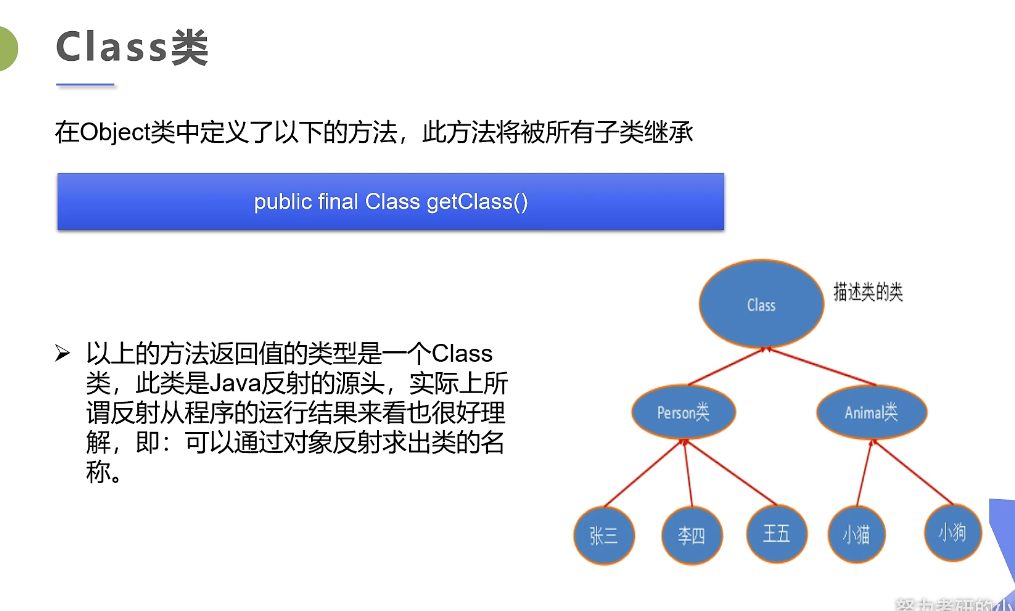 Class类
在Object类中定义了以下的方法，此方法将被所有子类继承
public final Class getClass()
Class
描述类的类
➢ 以上的方法返回值的类型是一个Class
类，此类是Java反射的源头，实际上所
谓反射从程序的运行结果来看也很好理
解，即：可以通过对象反射求出类的名
称。
Person类
Animal类
张三
李四
王五
小猫
小狗
努力考研的小